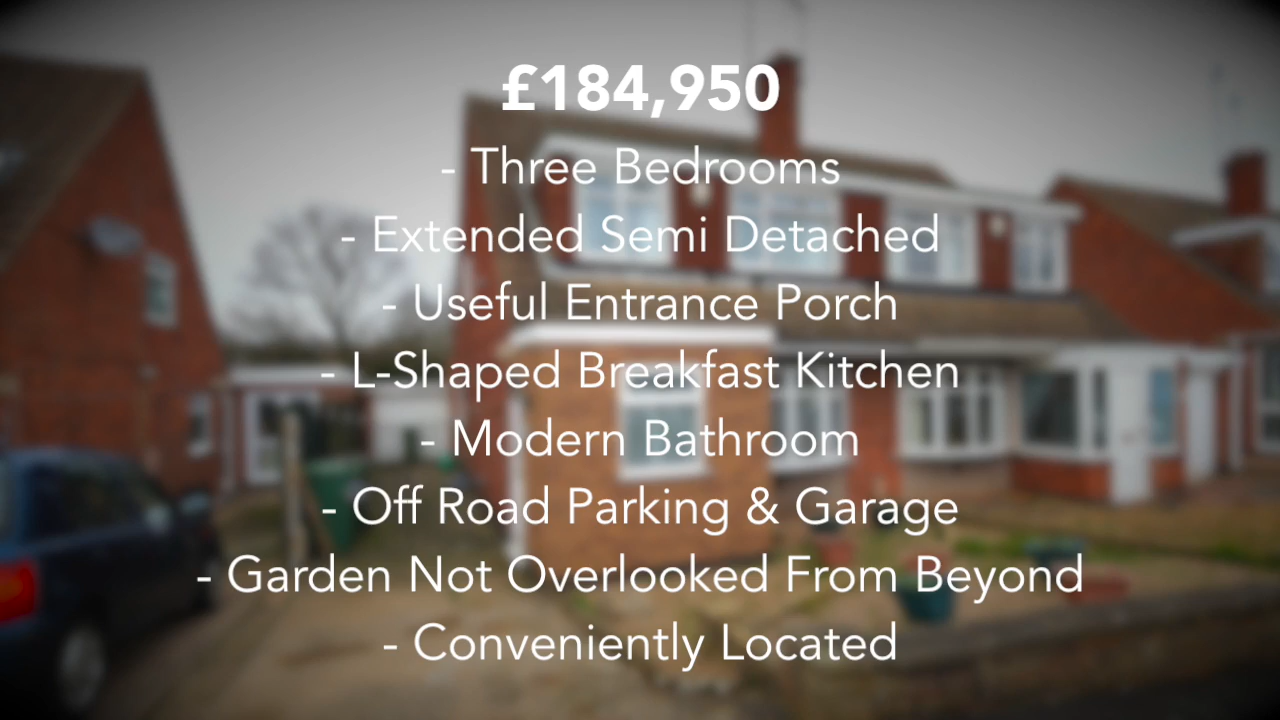 £184,950
- Three Bedrooms
- Extended Semi Detached
- Useful Entrance Porch
- L-Shaped Breakfast Kitchen
- Modern Bathroom
- Off Road Parking & Garage
- Garden Not Overlooked From Beyond
- Conveniently Located